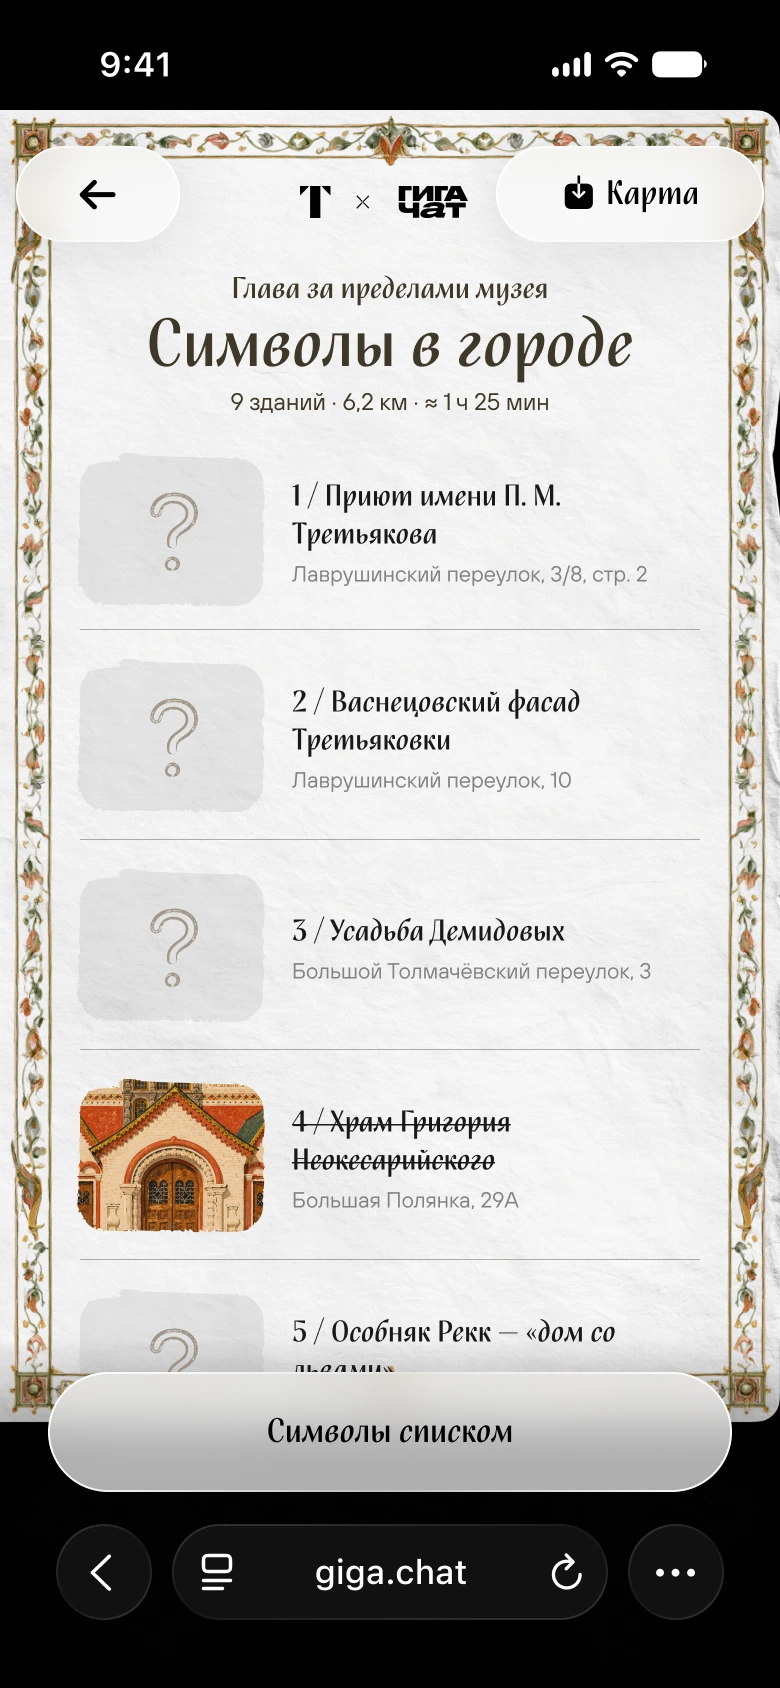 9:41
Т × ГИГА ЧАТ
Карта
Глава за пределами музея
Символы в городе
9 зданий · 6,2 км · ≈ 1 ч 25 мин
1 / Приют имени П. М.
Третьякова
Лаврушинский переулок, 3/8, стр. 2
2 / Васнецовский фасад
Третьяковки
Лаврушинский переулок, 10
3 / Усадьба Демидовых
Большой Толмачёвский переулок, 3
4 / Храм Григория
Неокесарийского
Большая Полянка, 29А
5 / Особняк Рекк — «дом со
львами»
Символы списком
giga.chat